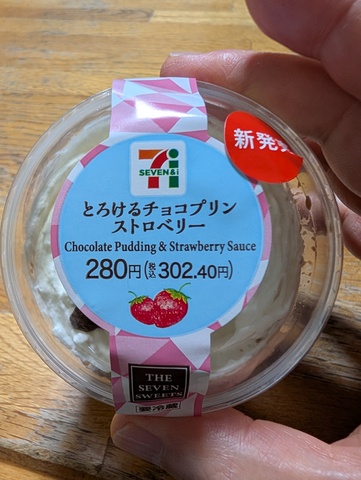 新発売
7i
SEVEN&i
とろけるチョコプリン
ストロベリー
Chocolate Pudding & Strawberry Sauce
280円(税込302.40円)
THE
SEVEN
SWEETS
要冷蔵